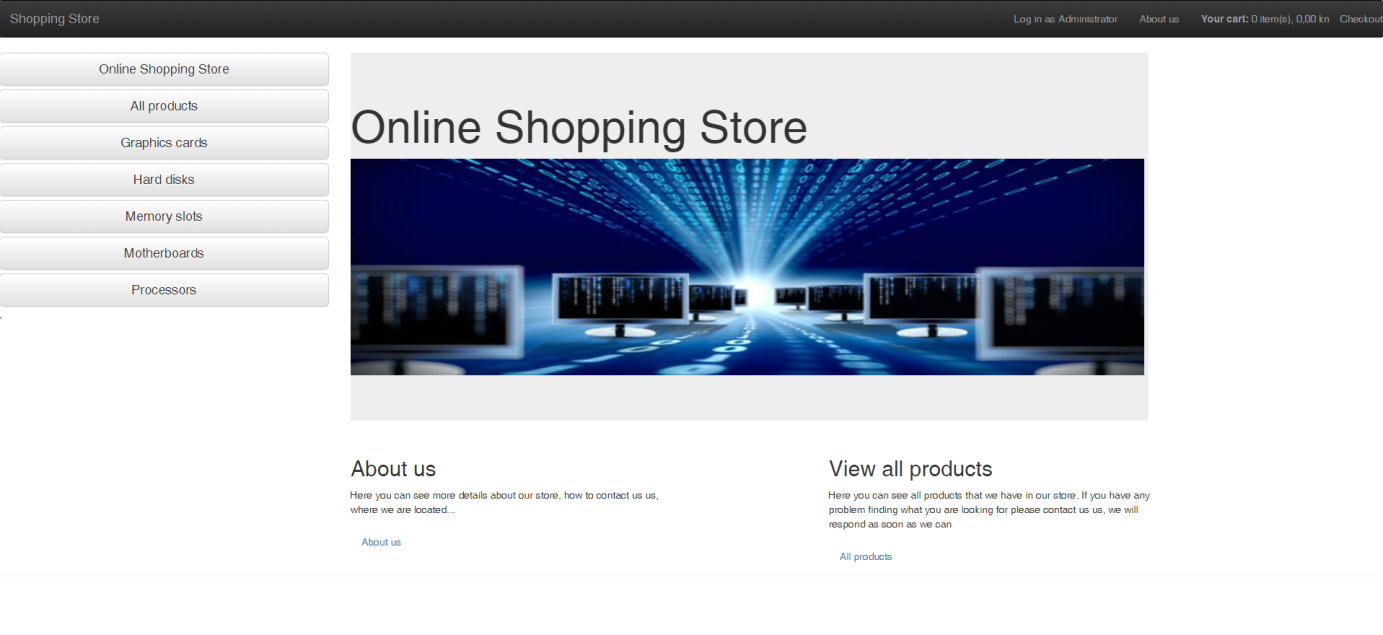 Shopping Store
Log in as Administrator
About us
Your cart: 0 item(s), 0,00 kn
Checkout
Online Shopping Store
All products
Graphics cards
Hard disks
Memory slots
Motherboards
Processors
Online Shopping Store
About us
Here you can see more details about our store, how to contact us us,
where we are located...
About us
View all products
Here you can see all products that we have in our store. If you have any
problem finding what you are looking for please contact us us, we will
respond as soon as we can
All products